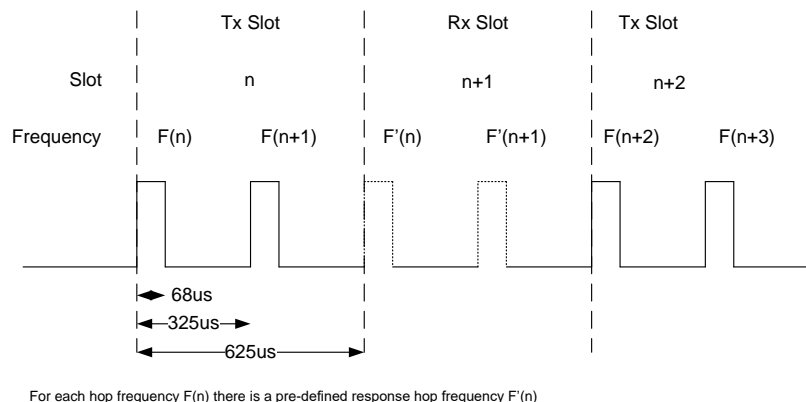 Tx Slot Rx Slot Tx Slot
Slot n n+1 n+2
Frequency F(n) F(n+1) F'(n) F'(n+1) F(n+2) F(n+3)
68us
325us
625us
For each hop frequency F(n) there is a pre-defined response hop frequency F'(n)